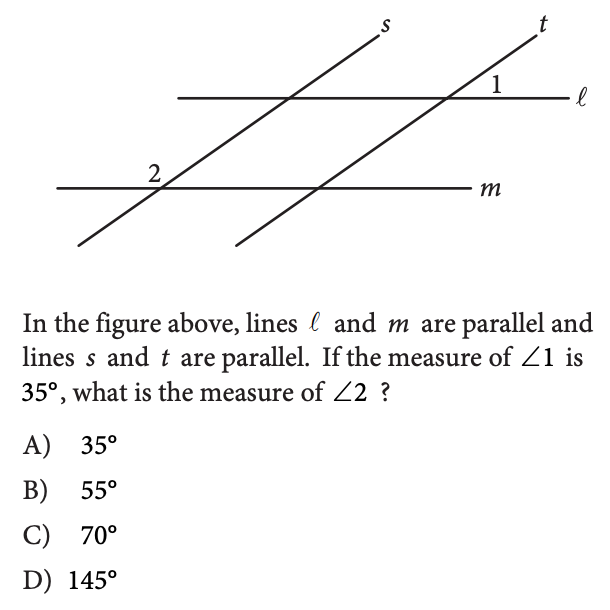 s t
1
ℓ
2
m
In the figure above, lines ℓ and m are parallel and
lines s and t are parallel. If the measure of ∠1 is
35°, what is the measure of ∠2 ?
A) 35°
B) 55°
C) 70°
D) 145°